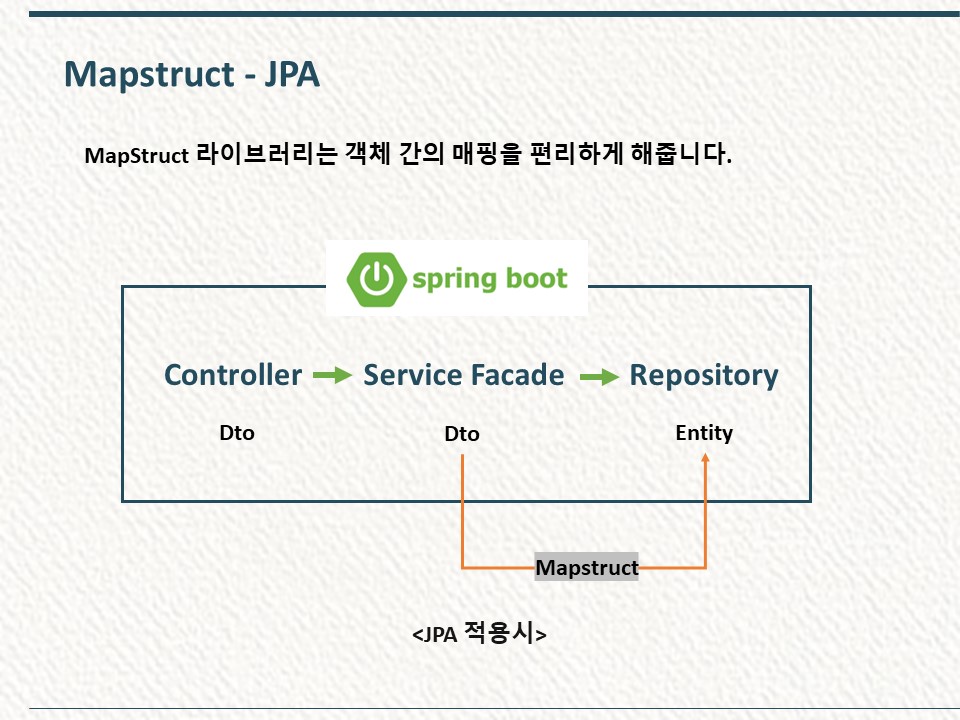 Mapstruct - JPA
MapStruct 라이브러리는 객체 간의 매핑을 편리하게 해줍니다.
spring boot
Controller Service Facade Repository
Dto Dto Entity
Mapstruct
<JPA 적용시>